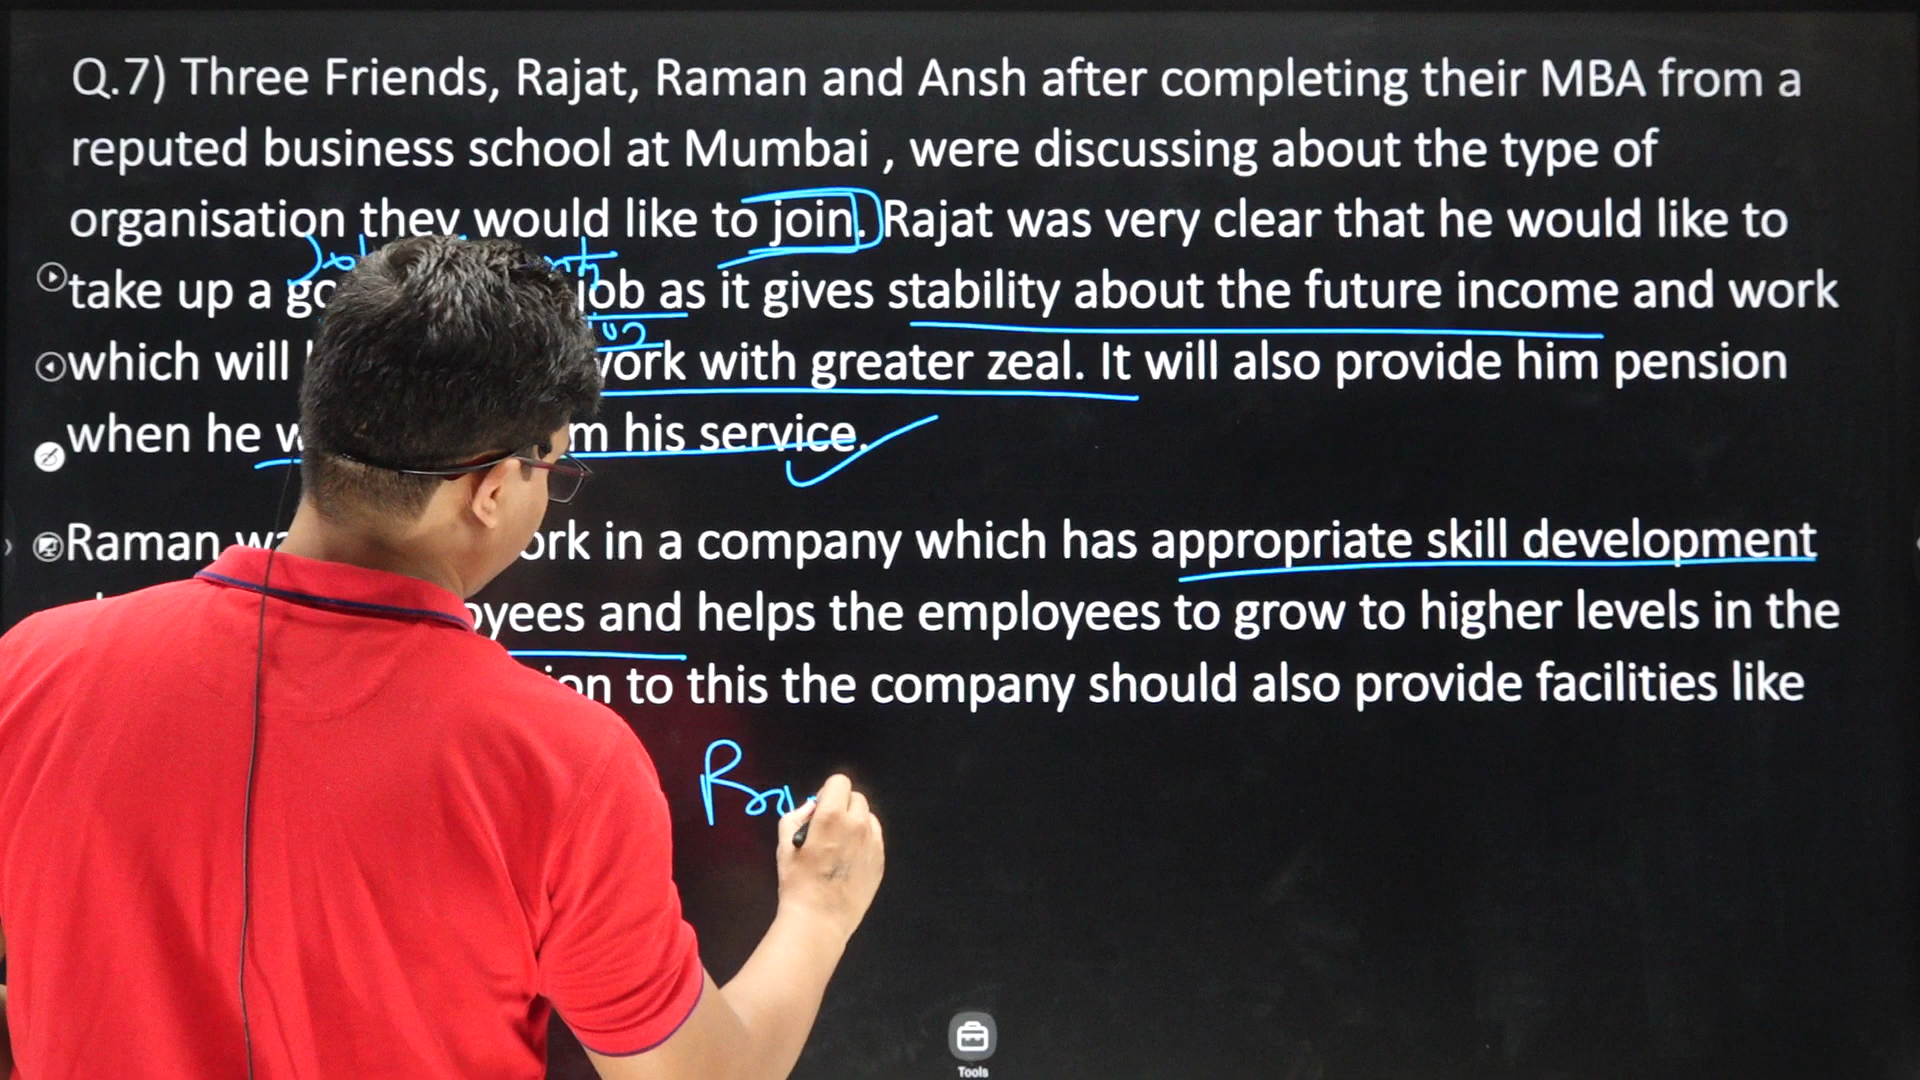 Q.7) Three Friends, Rajat, Raman and Ansh after completing their MBA from a
reputed business school at Mumbai , were discussing about the type of
organisation they would like to join. Rajat was very clear that he would like to
take up a job as it gives stability about the future income and work
which will work with greater zeal. It will also provide him pension
when he his service.
Raman in a company which has appropriate skill development
and helps the employees to grow to higher levels in the
to this the company should also provide facilities like
Tools